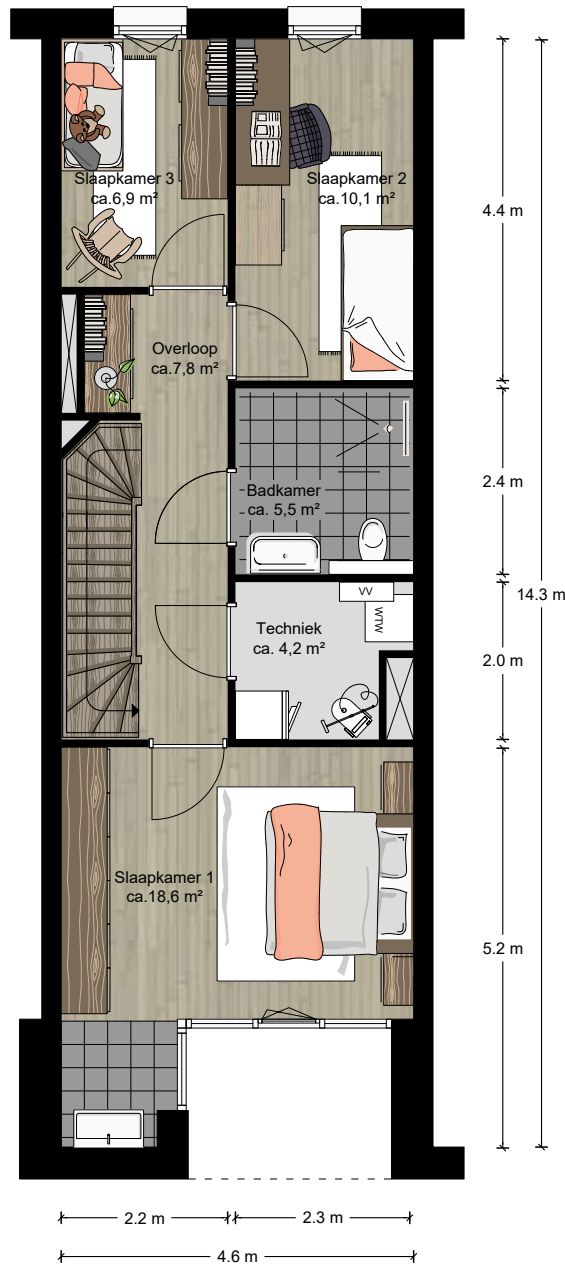 Slaapkamer 3
ca.6,9 m²
Slaapkamer 2
ca.10,1 m²
4.4 m
Overloop
ca.7,8 m²
Badkamer
ca. 5,5 m²
2.4 m
14.3 m
VV
WTW
Techniek
ca. 4,2 m²
2.0 m
Slaapkamer 1
ca.18,6 m²
5.2 m
2.2 m
2.3 m
4.6 m